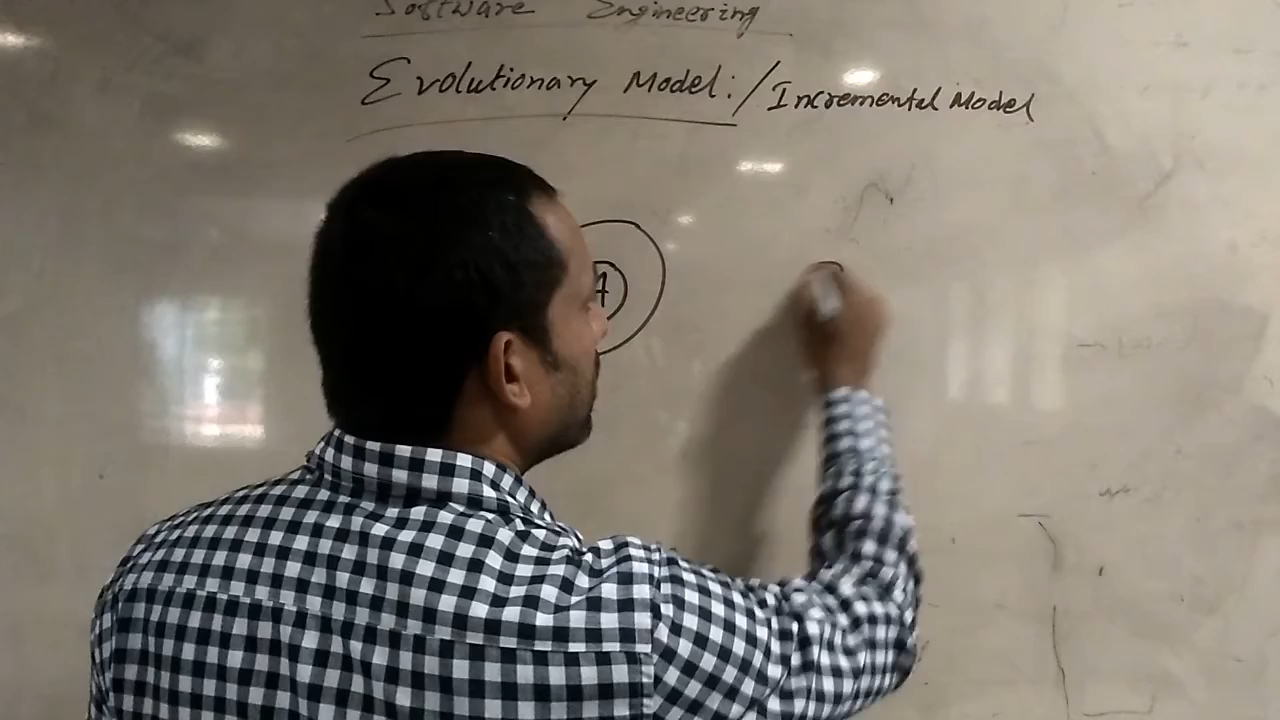 Software Engineering
Evolutionary Model: / Incremental Model
A